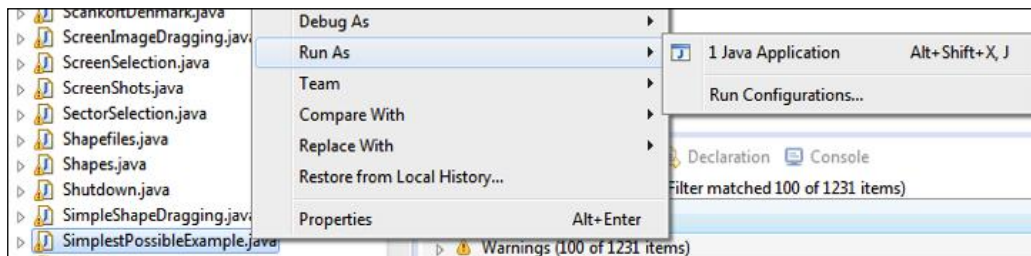 ScankortDenmark.java
ScreenImageDragging.java
ScreenSelection.java
ScreenShots.java
SectorSelection.java
Shapefiles.java
Shapes.java
Shutdown.java
SimpleShapeDragging.java
SimplestPossibleExample.java
Debug As
Run As
Team
Compare With
Replace With
Restore from Local History...
Properties Alt+Enter
1 Java Application Alt+Shift+X, J
Run Configurations...
Declaration Console
Filter matched 100 of 1231 items)
Warnings (100 of 1231 items)